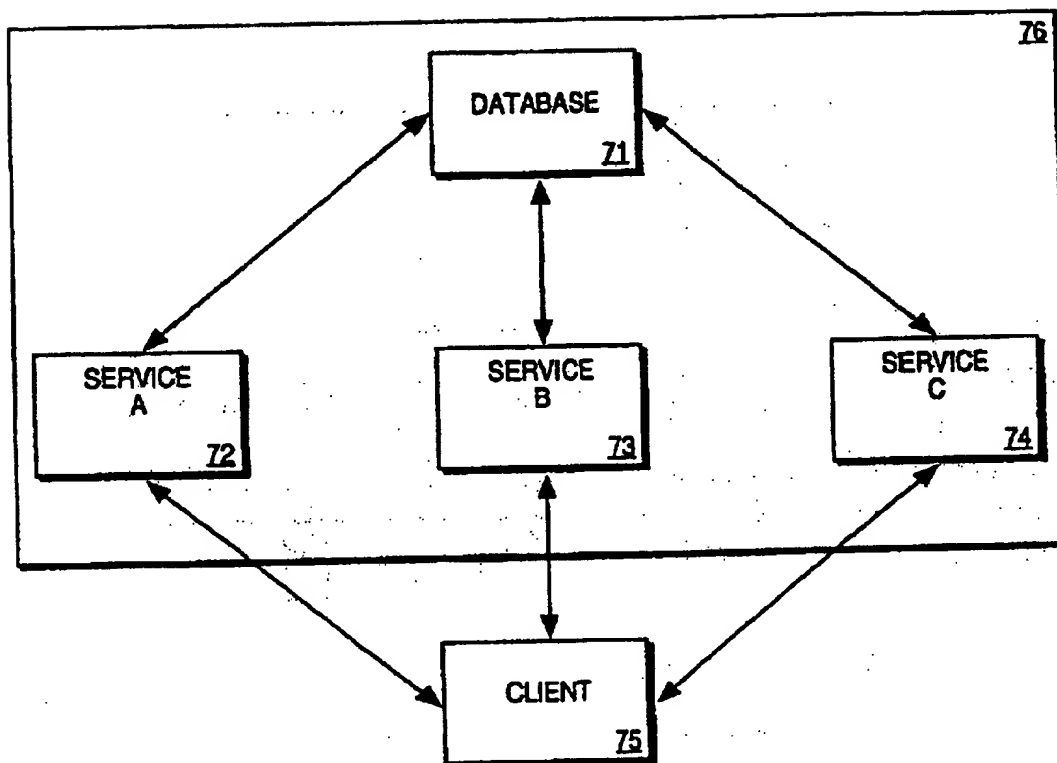 76
DATABASE
71
SERVICE
A
72
SERVICE
B
73
SERVICE
C
74
CLIENT
75